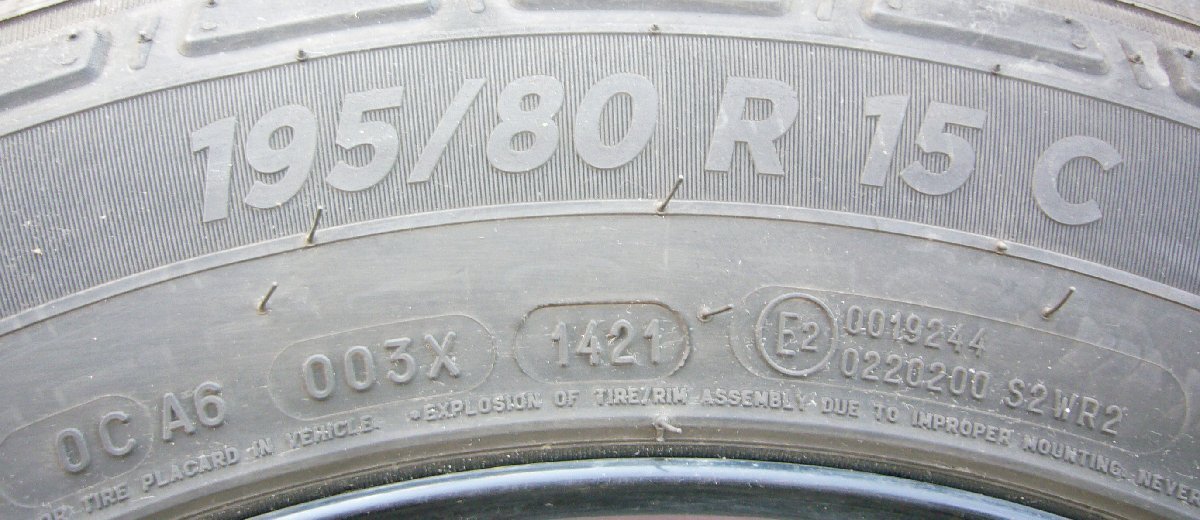 195/80 R 15 C
0C A6 003X 1421 E2 0019244
0220200 S2WR2
TIRE PLACARD IN VEHICLE. •EXPLOSION OF TIRE/RIM ASSEMBLY DUE TO IMPROPER MOUNTING. NEVER